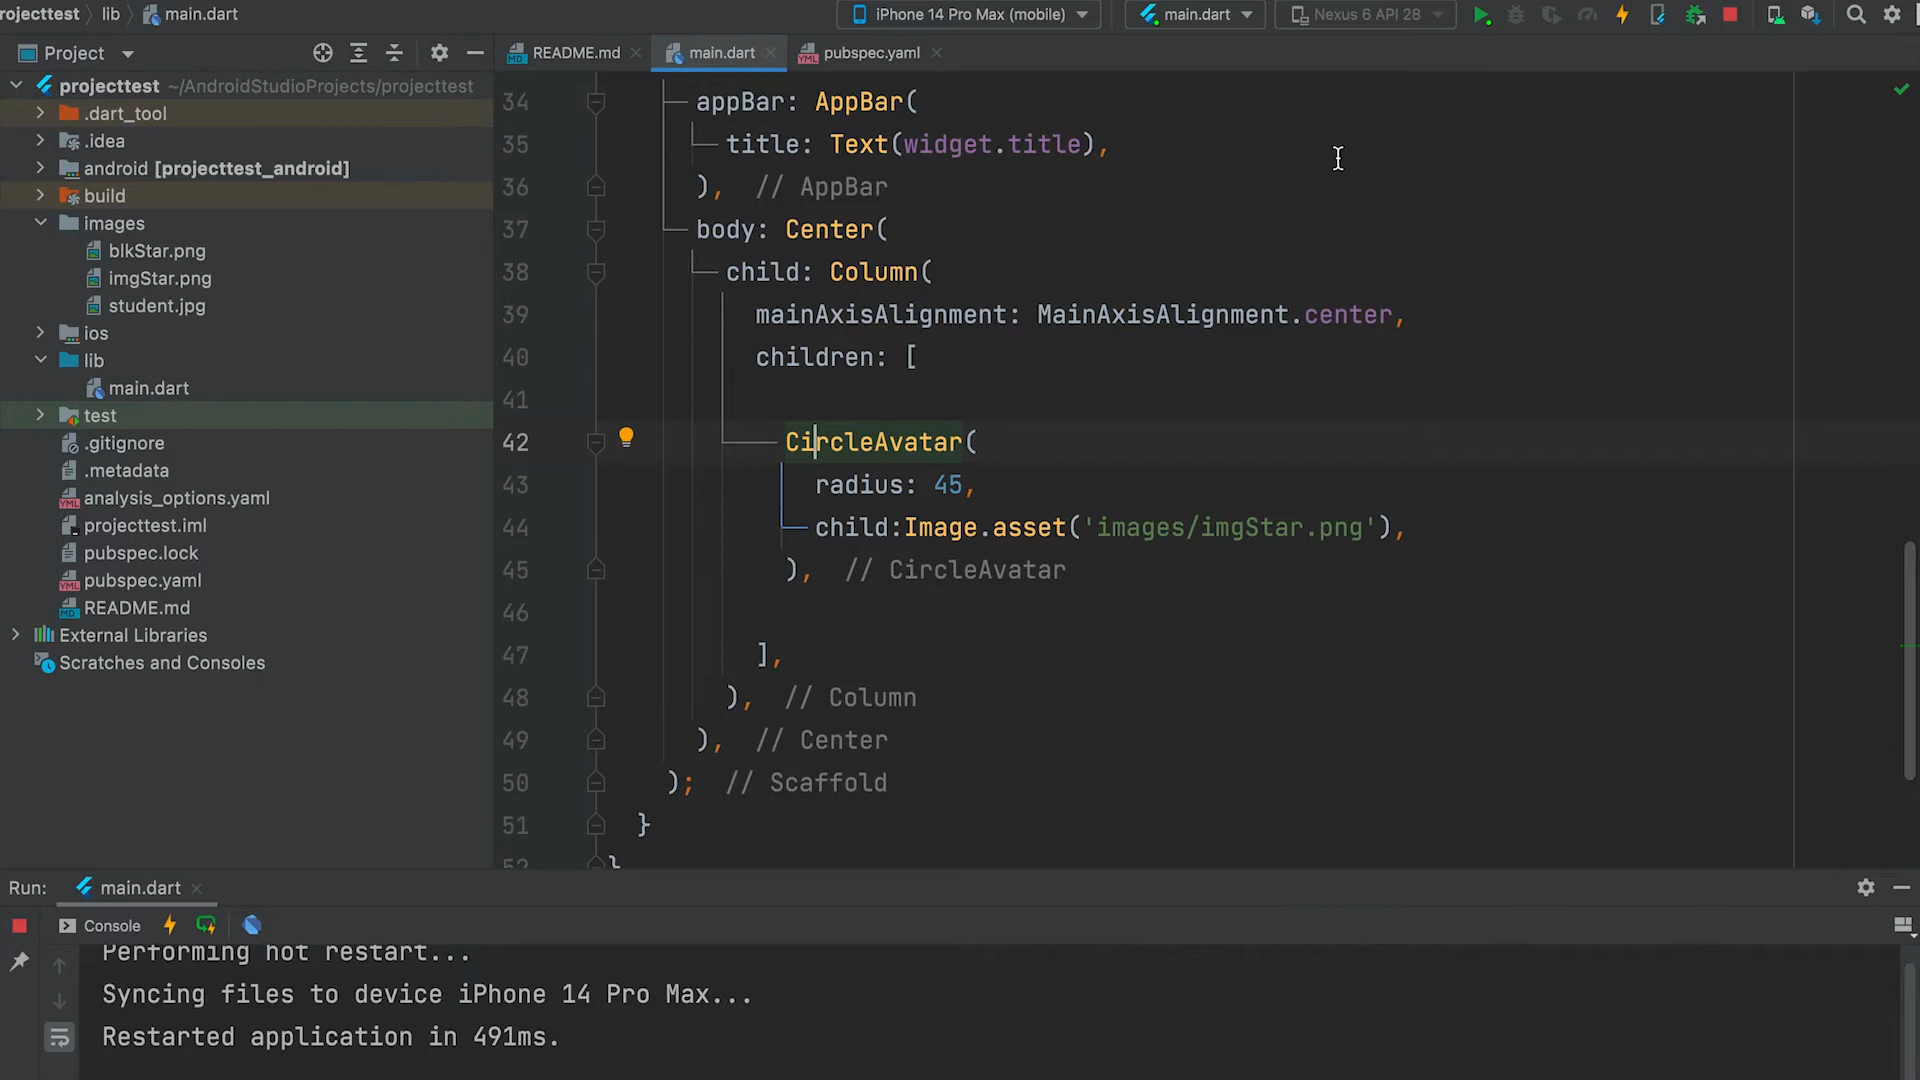 rojecttest
lib
main.dart
iPhone 14 Pro Max (mobile)
main.dart
Nexus 6 API 28
Project
README.md
main.dart
pubspec.yaml
projecttest ~/AndroidStudioProjects/projecttest
.dart_tool
.idea
android [projecttest_android]
build
images
blkStar.png
imgStar.png
student.jpg
ios
lib
main.dart
test
.gitignore
.metadata
analysis_options.yaml
projecttest.iml
pubspec.lock
pubspec.yaml
README.md
External Libraries
Scratches and Consoles
34 appBar: AppBar(
35 title: Text(widget.title),
36 ), // AppBar
37 body: Center(
38 child: Column(
39 mainAxisAlignment: MainAxisAlignment.center,
40 children: [
41
42 CircleAvatar(
43 radius: 45,
44 child:Image.asset('images/imgStar.png'),
45 ), // CircleAvatar
46
47 ],
48 ), // Column
49 ), // Center
50 ); // Scaffold
51 }
52 }
Run: main.dart
Console
Performing hot restart...
Syncing files to device iPhone 14 Pro Max...
Restarted application in 491ms.